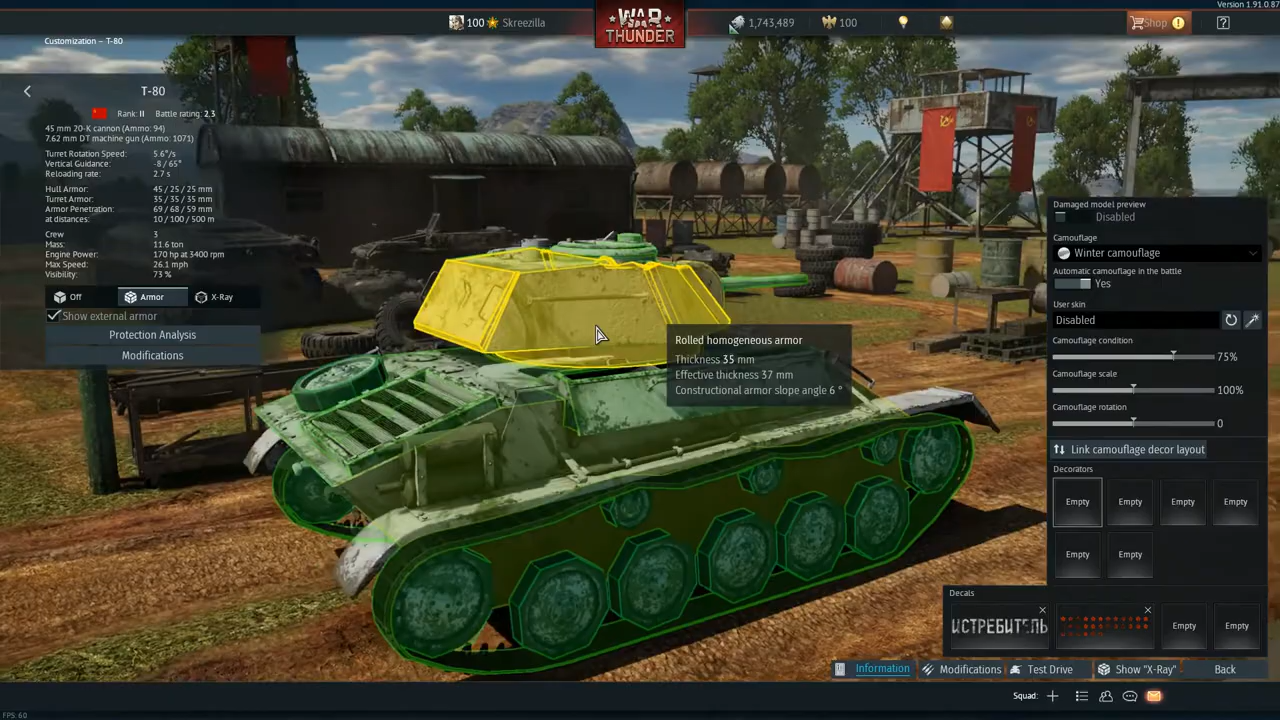 Version 1.91.0.87
100 Skreezilla
WAR THUNDER
1,743,489
100
Shop
?
Customization – T-80
T-80
Rank: II Battle rating: 2.3
45 mm 20-K cannon (Ammo: 94)
7.62 mm DT machine gun (Ammo: 1071)
Turret Rotation Speed: 5.6°/s
Vertical Guidance: -8 / 65°
Reloading rate: 2.7 s
Hull Armor: 45 / 25 / 25 mm
Turret Armor: 35 / 35 / 35 mm
Armor Penetration: 69 / 68 / 59 mm
at distances: 10 / 100 / 500 m
Crew 3
Mass: 11.6 ton
Engine Power: 170 hp at 3400 rpm
Max Speed: 26.1 mph
Visibility: 73 %
Off Armor X-Ray
Show external armor
Protection Analysis
Modifications
Rolled homogeneous armor
Thickness 35 mm
Effective thickness 37 mm
Constructional armor slope angle 6 °
Damaged model preview
Disabled
Camouflage
Winter camouflage
Automatic camouflage in the battle
Yes
User skin
Disabled
Camouflage condition
75%
Camouflage scale
100%
Camouflage rotation
0
Link camouflage decor layout
Decorators
Empty Empty Empty Empty
Empty Empty
Decals
ИСТРЕБИТЕЛЬ Empty Empty
Information Modifications Test Drive Show "X-Ray" Back
Squad:
FPS: 60